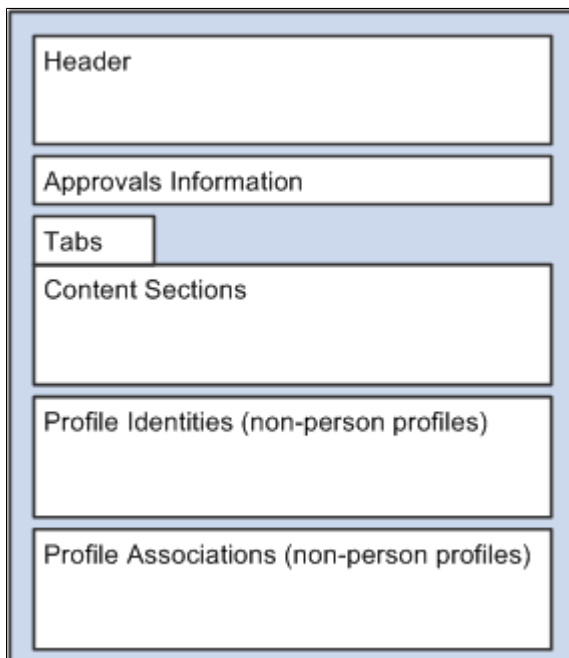 Header
Approvals Information
Tabs
Content Sections
Profile Identities (non-person profiles)
Profile Associations (non-person profiles)